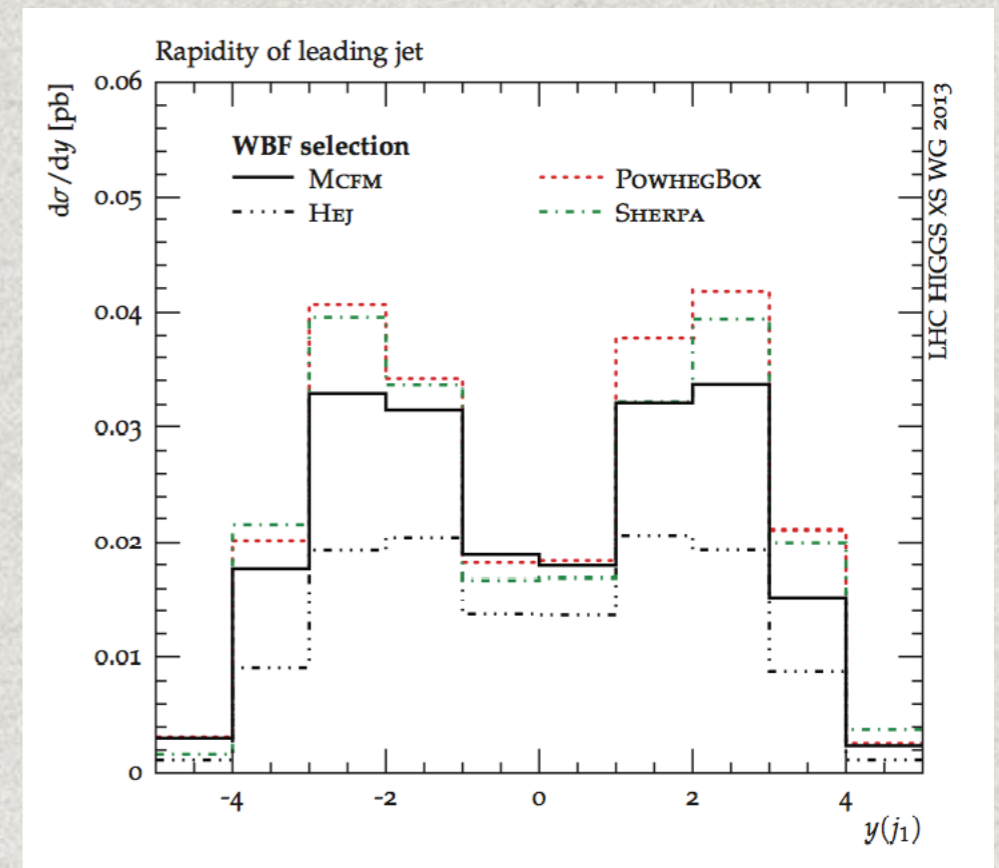 Rapidity of leading jet
dσ/dy [pb]
0.06
0.05
0.04
0.03
0.02
0.01
0
WBF selection
MCFM
HEJ
POWHEGBOX
SHERPA
LHC HIGGS XS WG 2013
-4 -2 0 2 4
y(j₁)